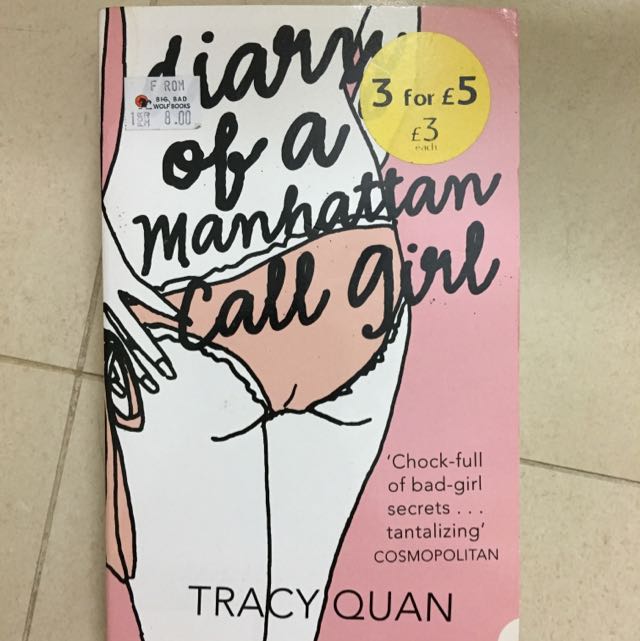 diary
of a
manhattan
call girl
FROM
BIG, BAD
WOLF BOOKS
8.00
3 for £5
£3
each
'Chock-full
of bad-girl
secrets . . .
tantalizing'
COSMOPOLITAN
TRACY QUAN